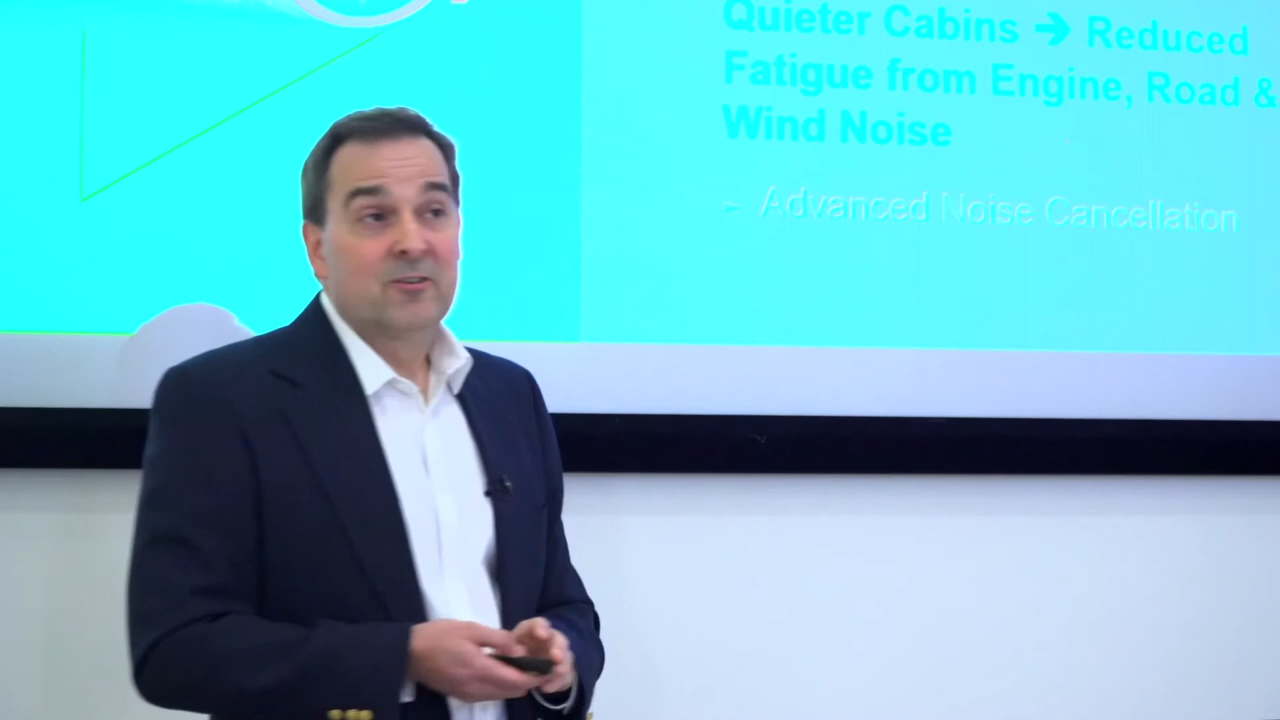 Quieter Cabins ➔ Reduced
Fatigue from Engine, Road &
Wind Noise
- Advanced Noise Cancellation